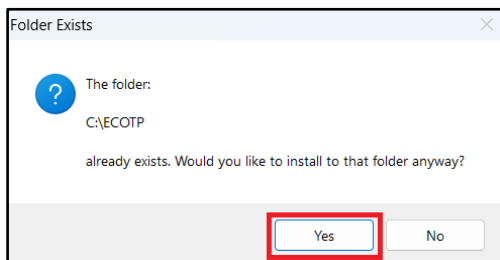 Folder Exists
The folder:
C:\ECOTP
already exists. Would you like to install to that folder anyway?
Yes
No